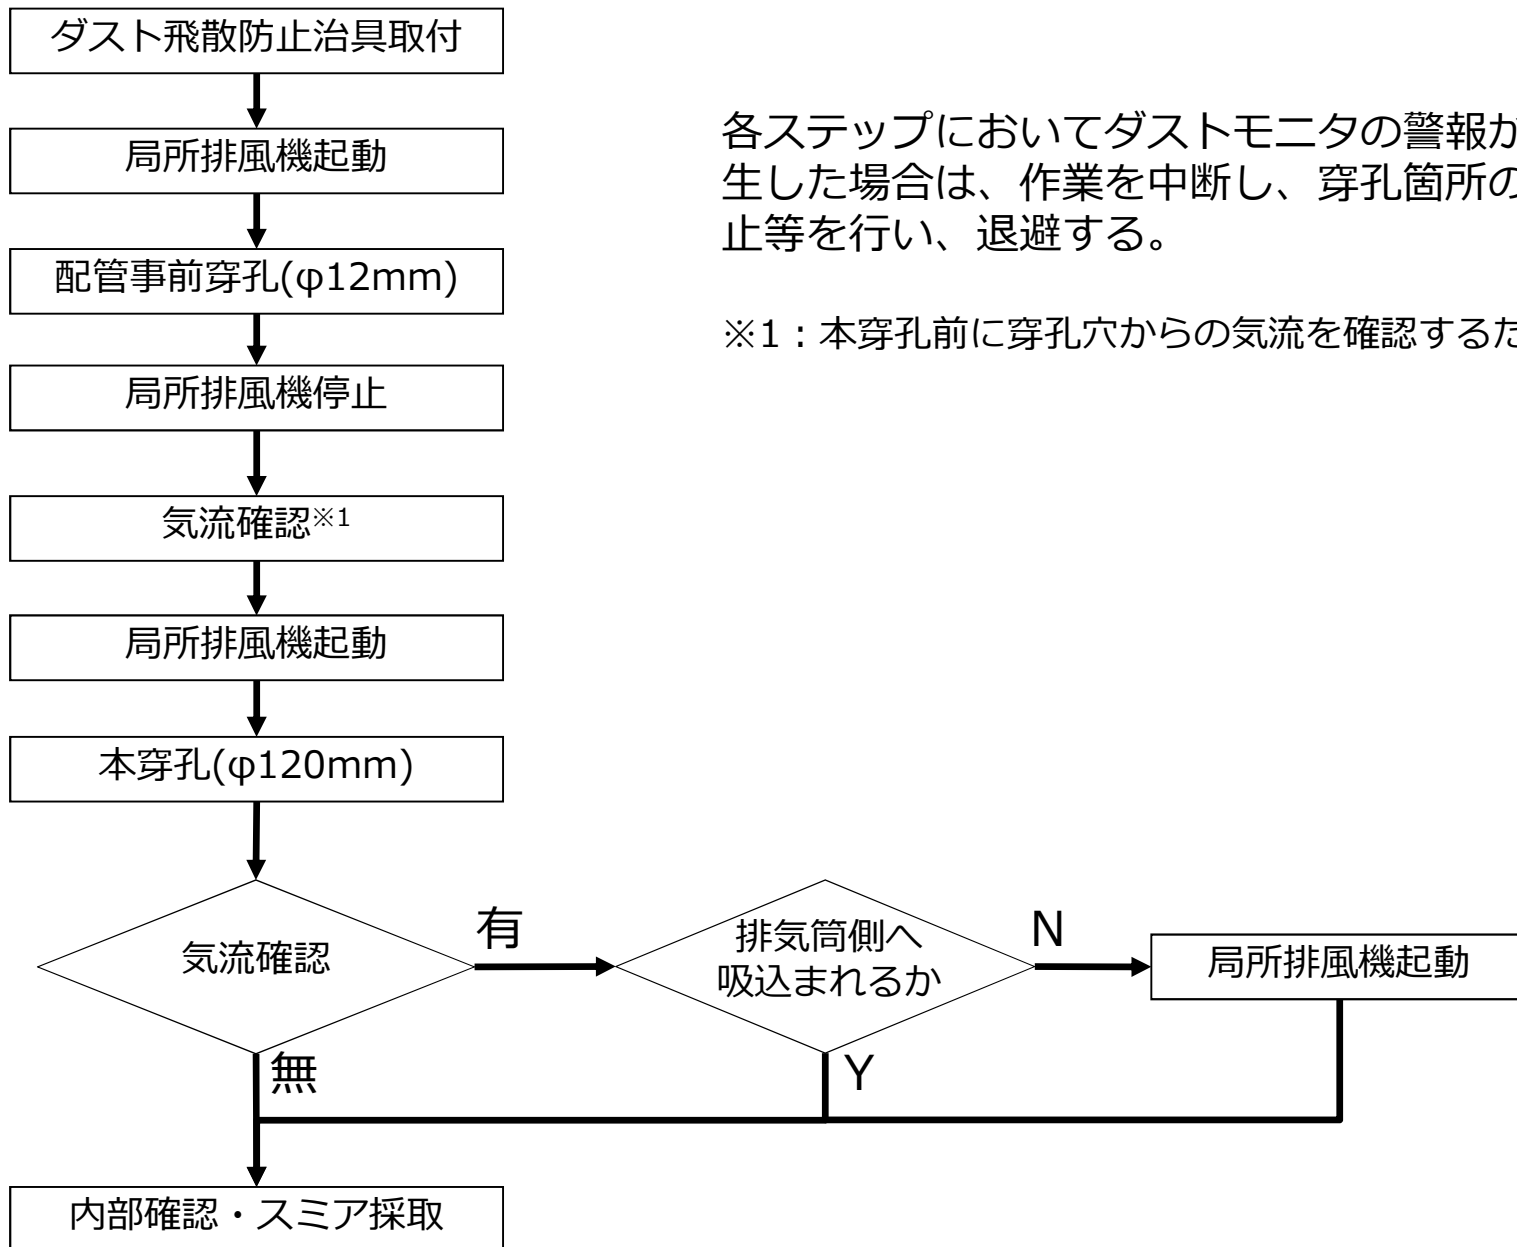 ダスト飛散防止治具取付
局所排風機起動
配管事前穿孔(φ12mm)
局所排風機停止
気流確認※1
局所排風機起動
本穿孔(φ120mm)
気流確認
有
無
排気筒側へ
吸込まれるか
N
Y
局所排風機起動
内部確認・スミア採取
各ステップにおいてダストモニタの警報が
生した場合は、作業を中断し、穿孔箇所の
止等を行い、退避する。
※1：本穿孔前に穿孔穴からの気流を確認するた